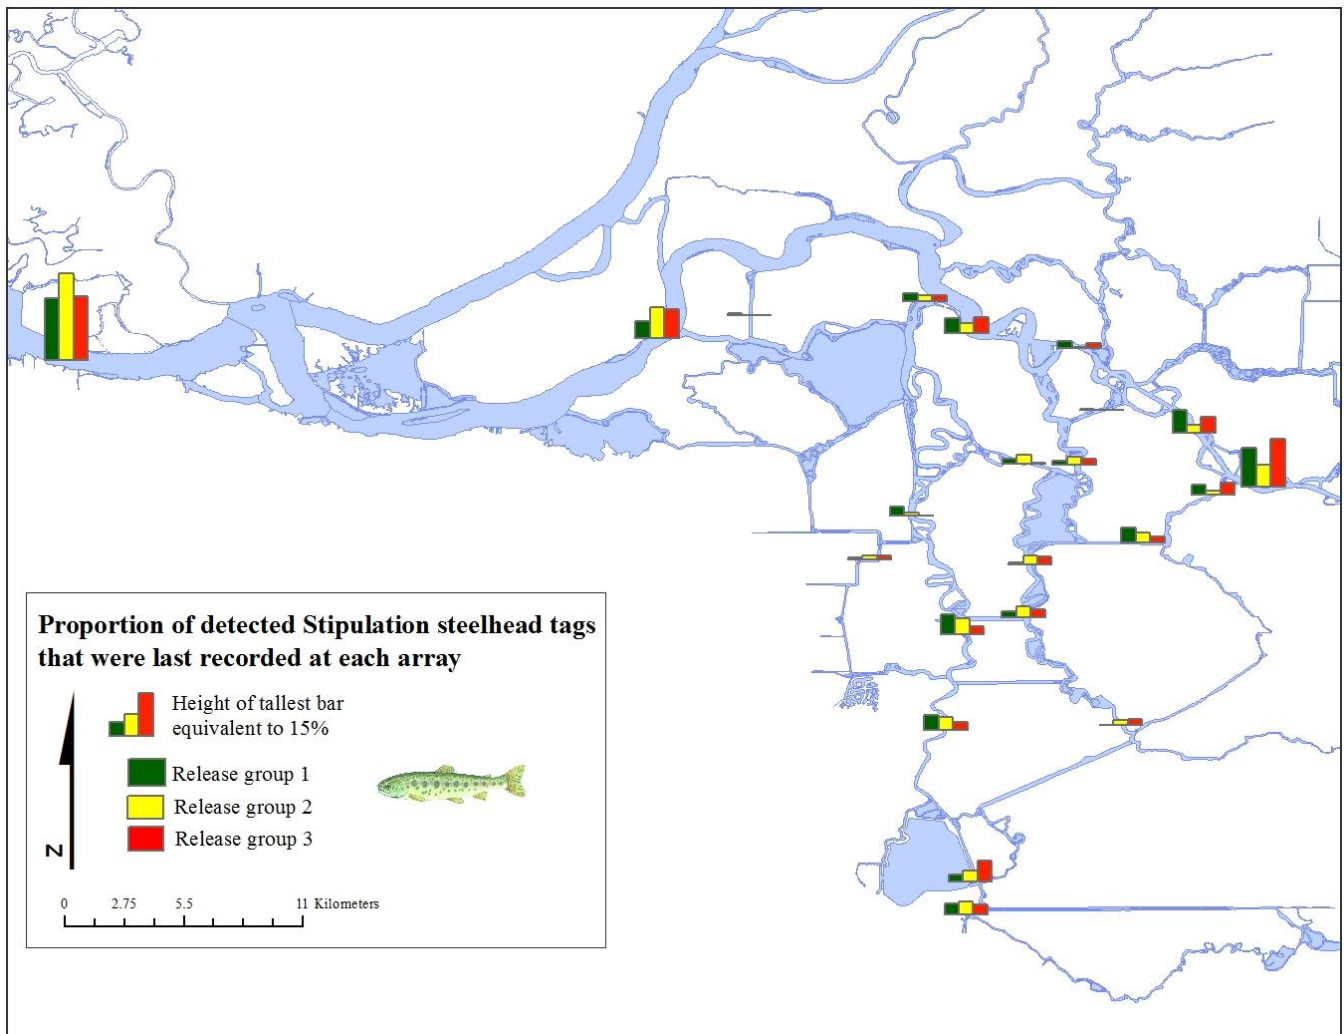 Proportion of detected Stipulation steelhead tags
that were last recorded at each array
Height of tallest bar
equivalent to 15%
Release group 1
Release group 2
Release group 3
N
0 2.75 5.5 11 Kilometers